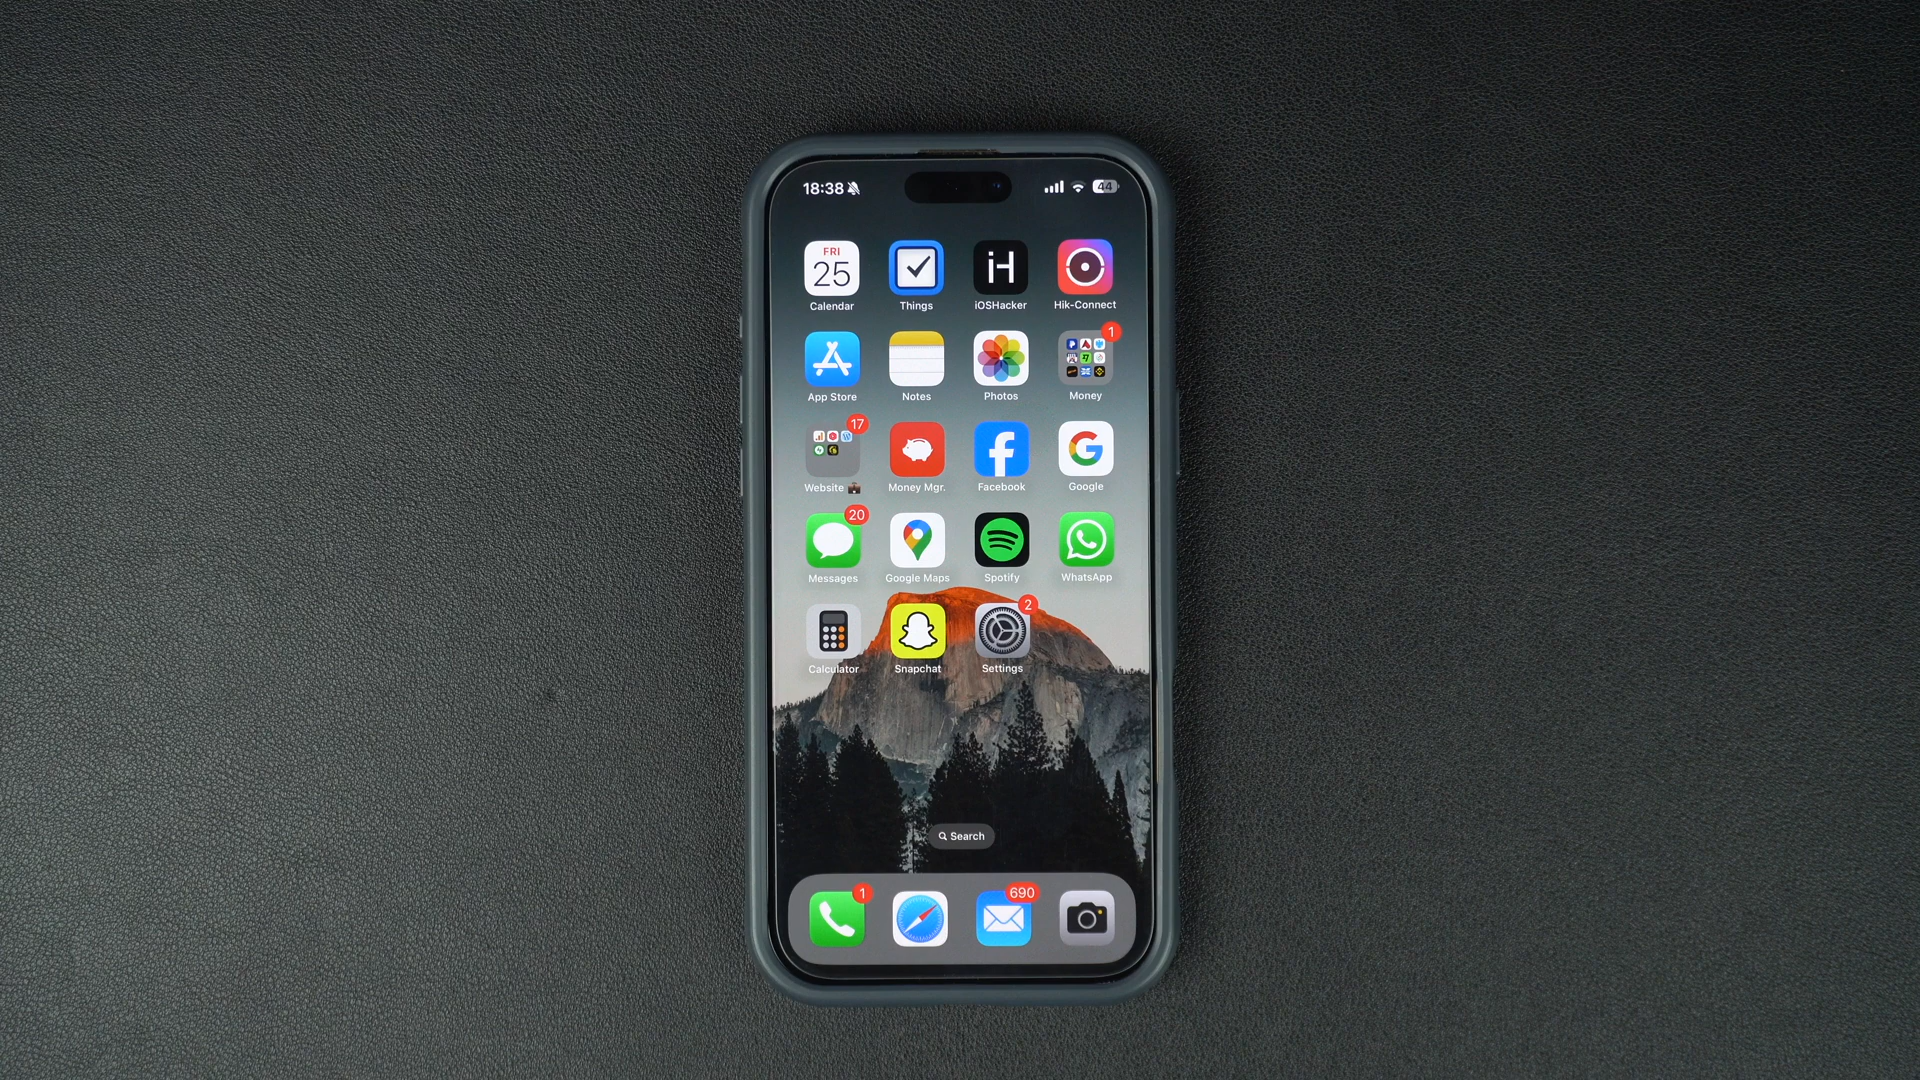 18:38
44
FRI
25
Calendar
Things
iH
iOSHacker
Hik-Connect
App Store
Notes
Photos
1
Money
17
Website
Money Mgr.
Facebook
Google
20
Messages
Google Maps
Spotify
WhatsApp
Calculator
Snapchat
2
Settings
Search
1
690